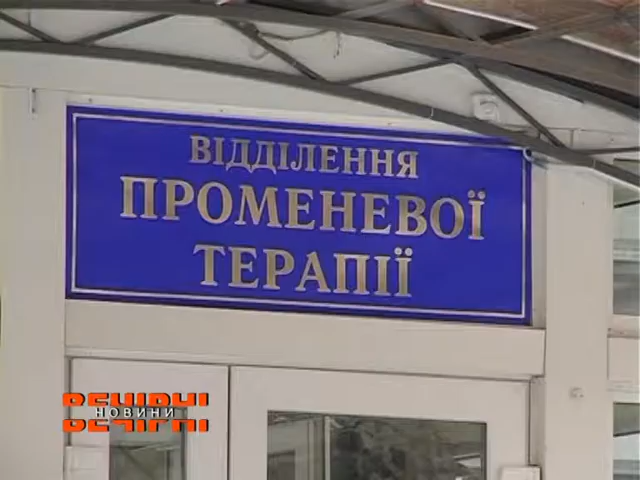 ВІДДІЛЕННЯ
ПРОМЕНЕВОЇ
ТЕРАПІЇ
ВЕЧІРНІ
НОВИНИ